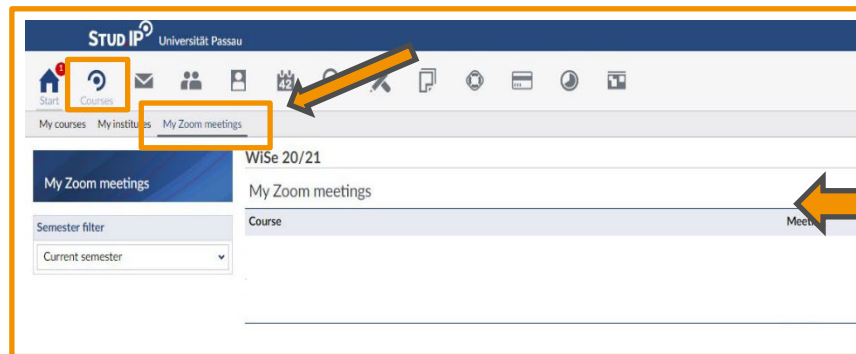 STUD IP Universität Passau
1
42
Start Courses
My courses My institutes My Zoom meetings
WiSe 20/21
My Zoom meetings
My Zoom meetings
Semester filter
Course
Current semester